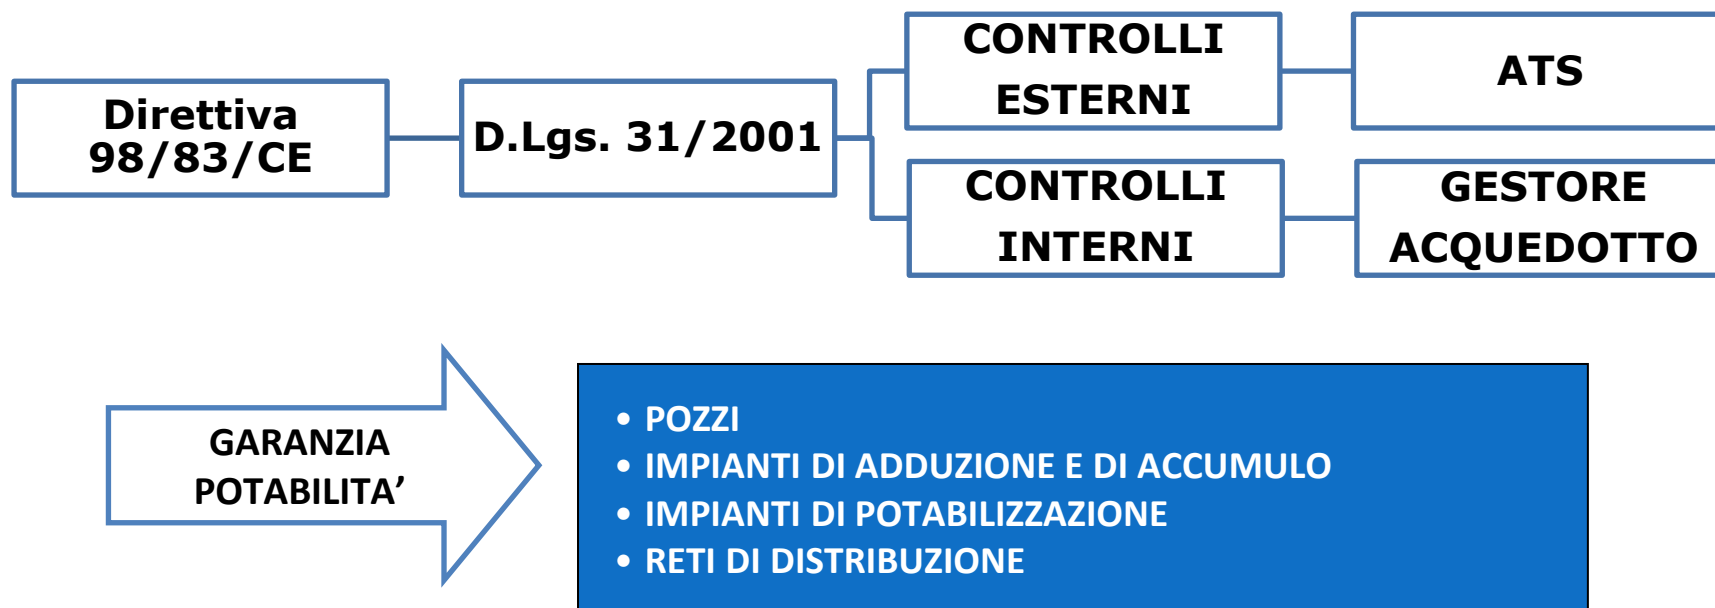 Direttiva
98/83/CE
D.Lgs. 31/2001
CONTROLLI
ESTERNI
ATS
CONTROLLI
INTERNI
GESTORE
ACQUEDOTTO
GARANZIA
POTABILITA’
• POZZI
• IMPIANTI DI ADDUZIONE E DI ACCUMULO
• IMPIANTI DI POTABILIZZAZIONE
• RETI DI DISTRIBUZIONE